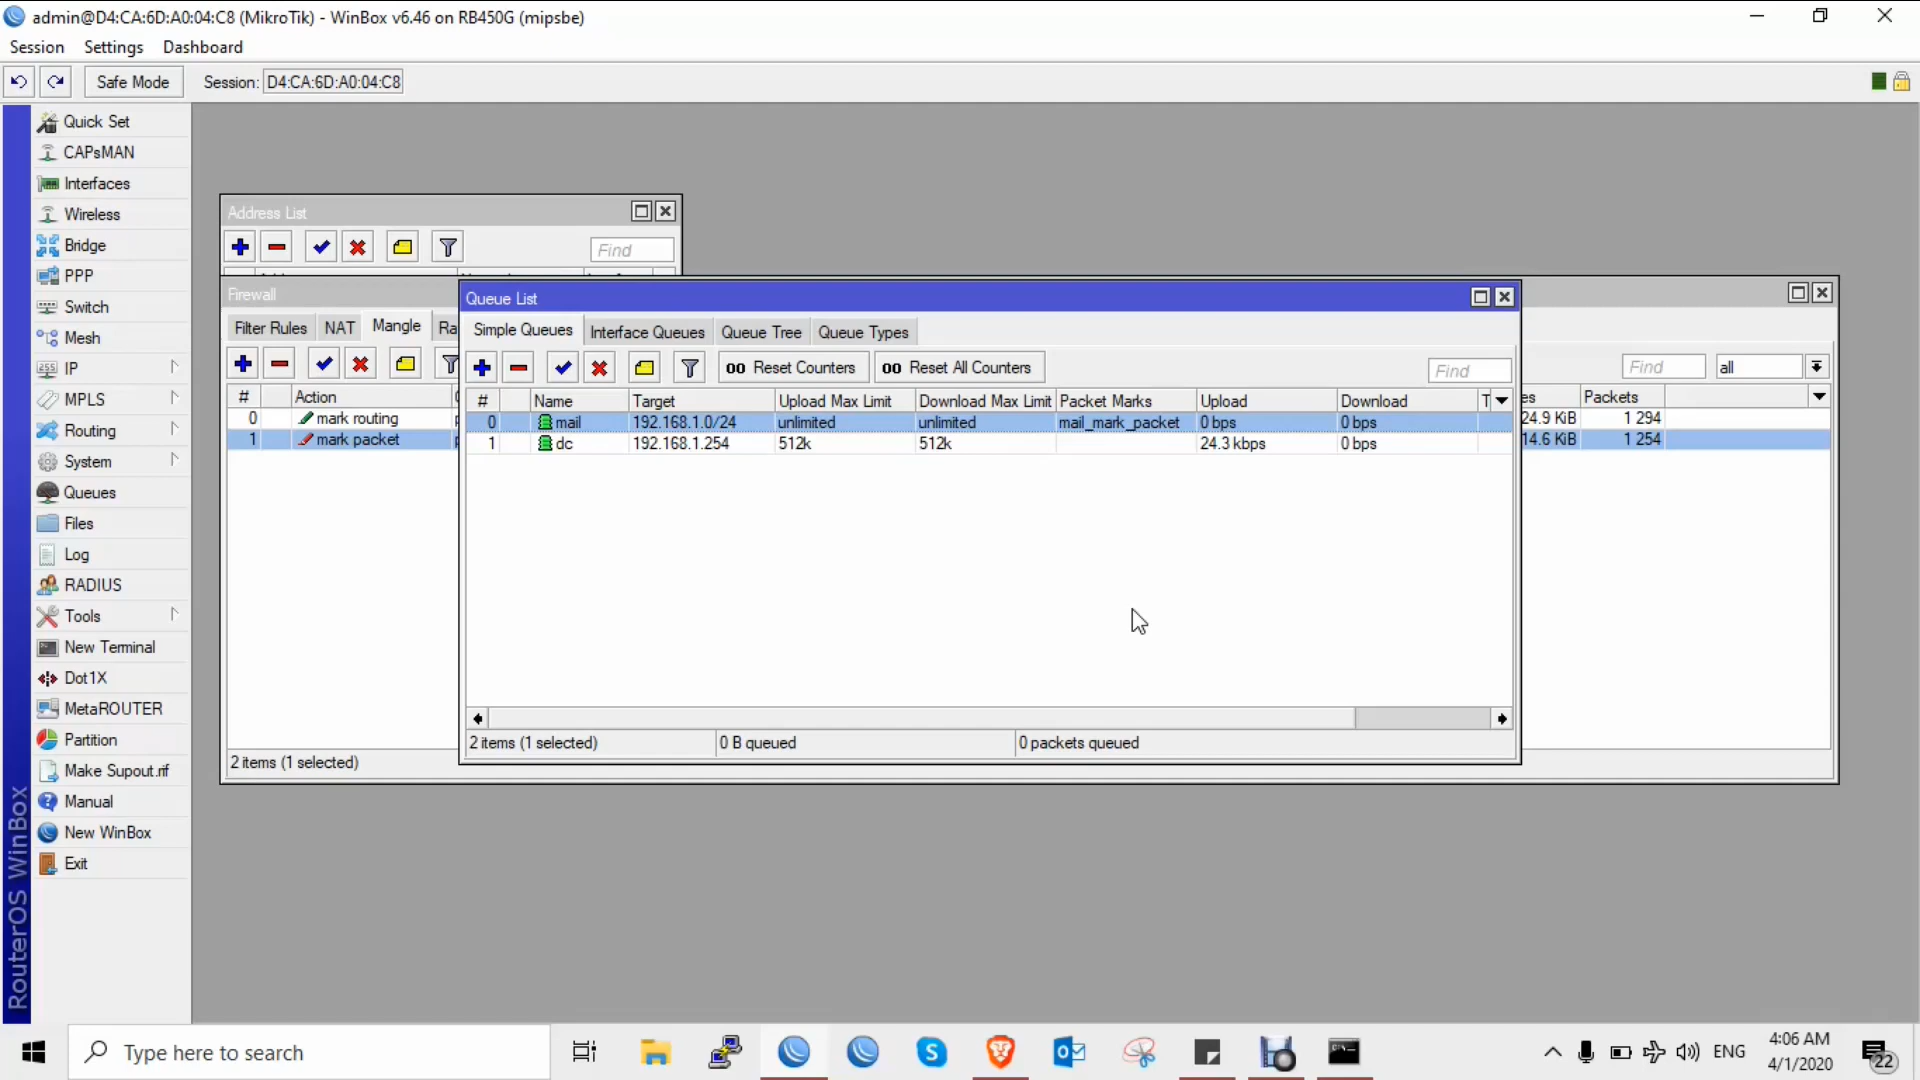 admin@D4:CA:6D:A0:04:C8 (MikroTik) - WinBox v6.46 on RB450G (mipsbe)
Session Settings Dashboard
Safe Mode Session: D4:CA:6D:A0:04:C8
Quick Set
CAPsMAN
Interfaces
Wireless
Bridge
PPP
Switch
Mesh
IP
MPLS
Routing
System
Queues
Files
Log
RADIUS
Tools
New Terminal
Dot1X
MetaROUTER
Partition
Make Supout.rif
Manual
New WinBox
Exit
RouterOS WinBox
Address List
Find
Firewall
Filter Rules NAT Mangle Ra
# Action
0 mark routing
1 mark packet
2 items (1 selected)
Find all
es Packets
24.9 KiB 1 294
14.6 KiB 1 254
Queue List
Simple Queues Interface Queues Queue Tree Queue Types
00 Reset Counters 00 Reset All Counters Find
# Name Target Upload Max Limit Download Max Limit Packet Marks Upload Download T
0 mail 192.168.1.0/24 unlimited unlimited mail_mark_packet 0 bps 0 bps
1 dc 192.168.1.254 512k 512k 24.3 kbps 0 bps
2 items (1 selected) 0 B queued 0 packets queued
Type here to search
ENG
4:06 AM
4/1/2020
22